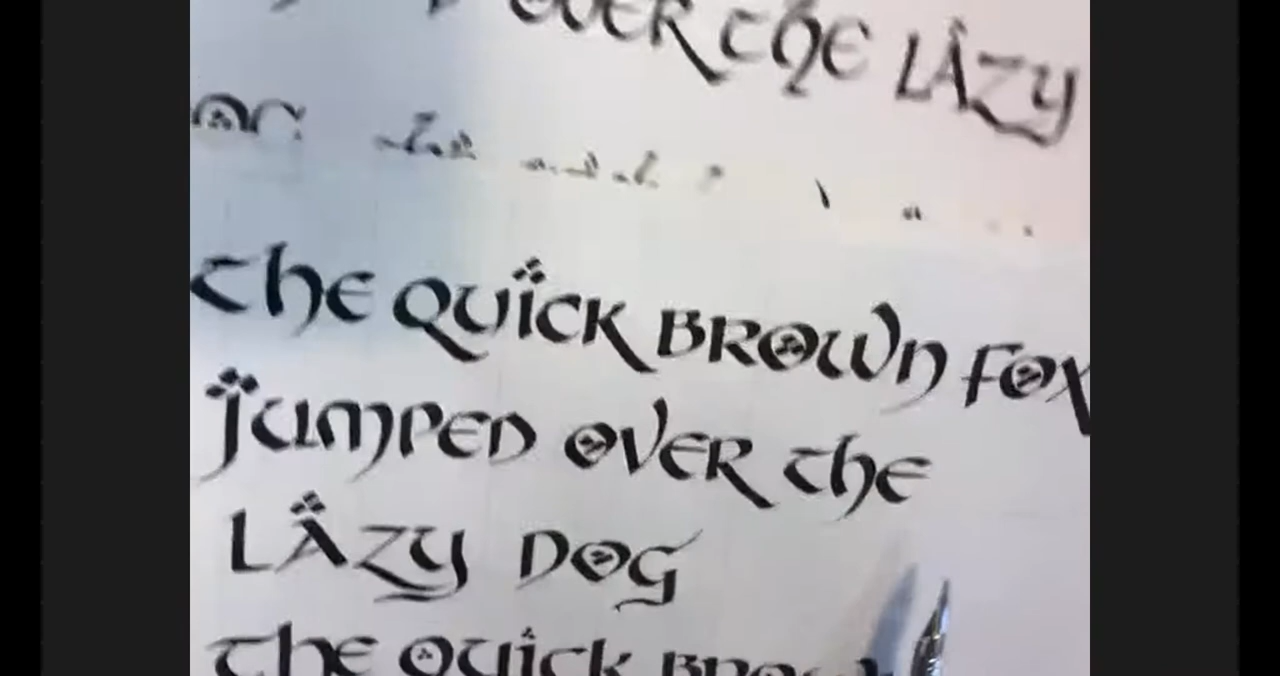 OVER THE LAZY
THE QUICK BROWN FOX
JUMPED OVER THE
LAZY DOG
THE QUICK